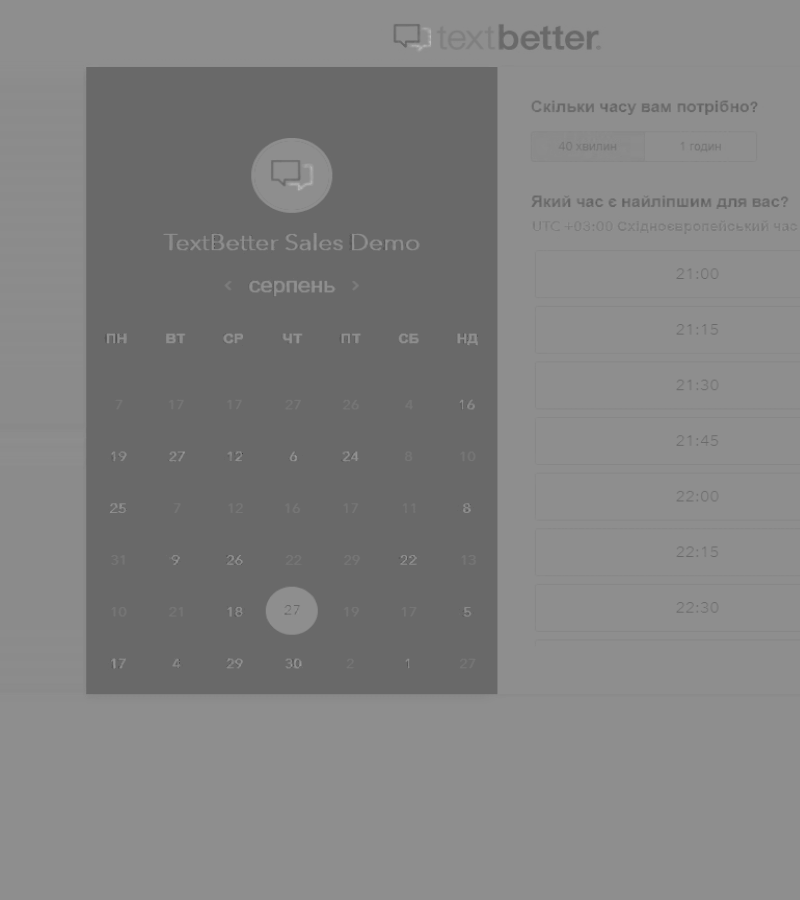 textbetter.
TextBetter Sales Demo
‹ серпень ›
ПН ВТ СР ЧТ ПТ СБ НД
7 17 17 27 26 4 16
19 27 12 6 24 8 10
25 7 12 16 17 11 8
31 9 26 22 29 22 13
10 21 18 27 19 17 5
17 4 29 30 2 1 27
Скільки часу вам потрібно?
40 хвилин 1 годин
Який час є найліпшим для вас?
UTC +03:00 Східноєвропейський час
21:00
21:15
21:30
21:45
22:00
22:15
22:30